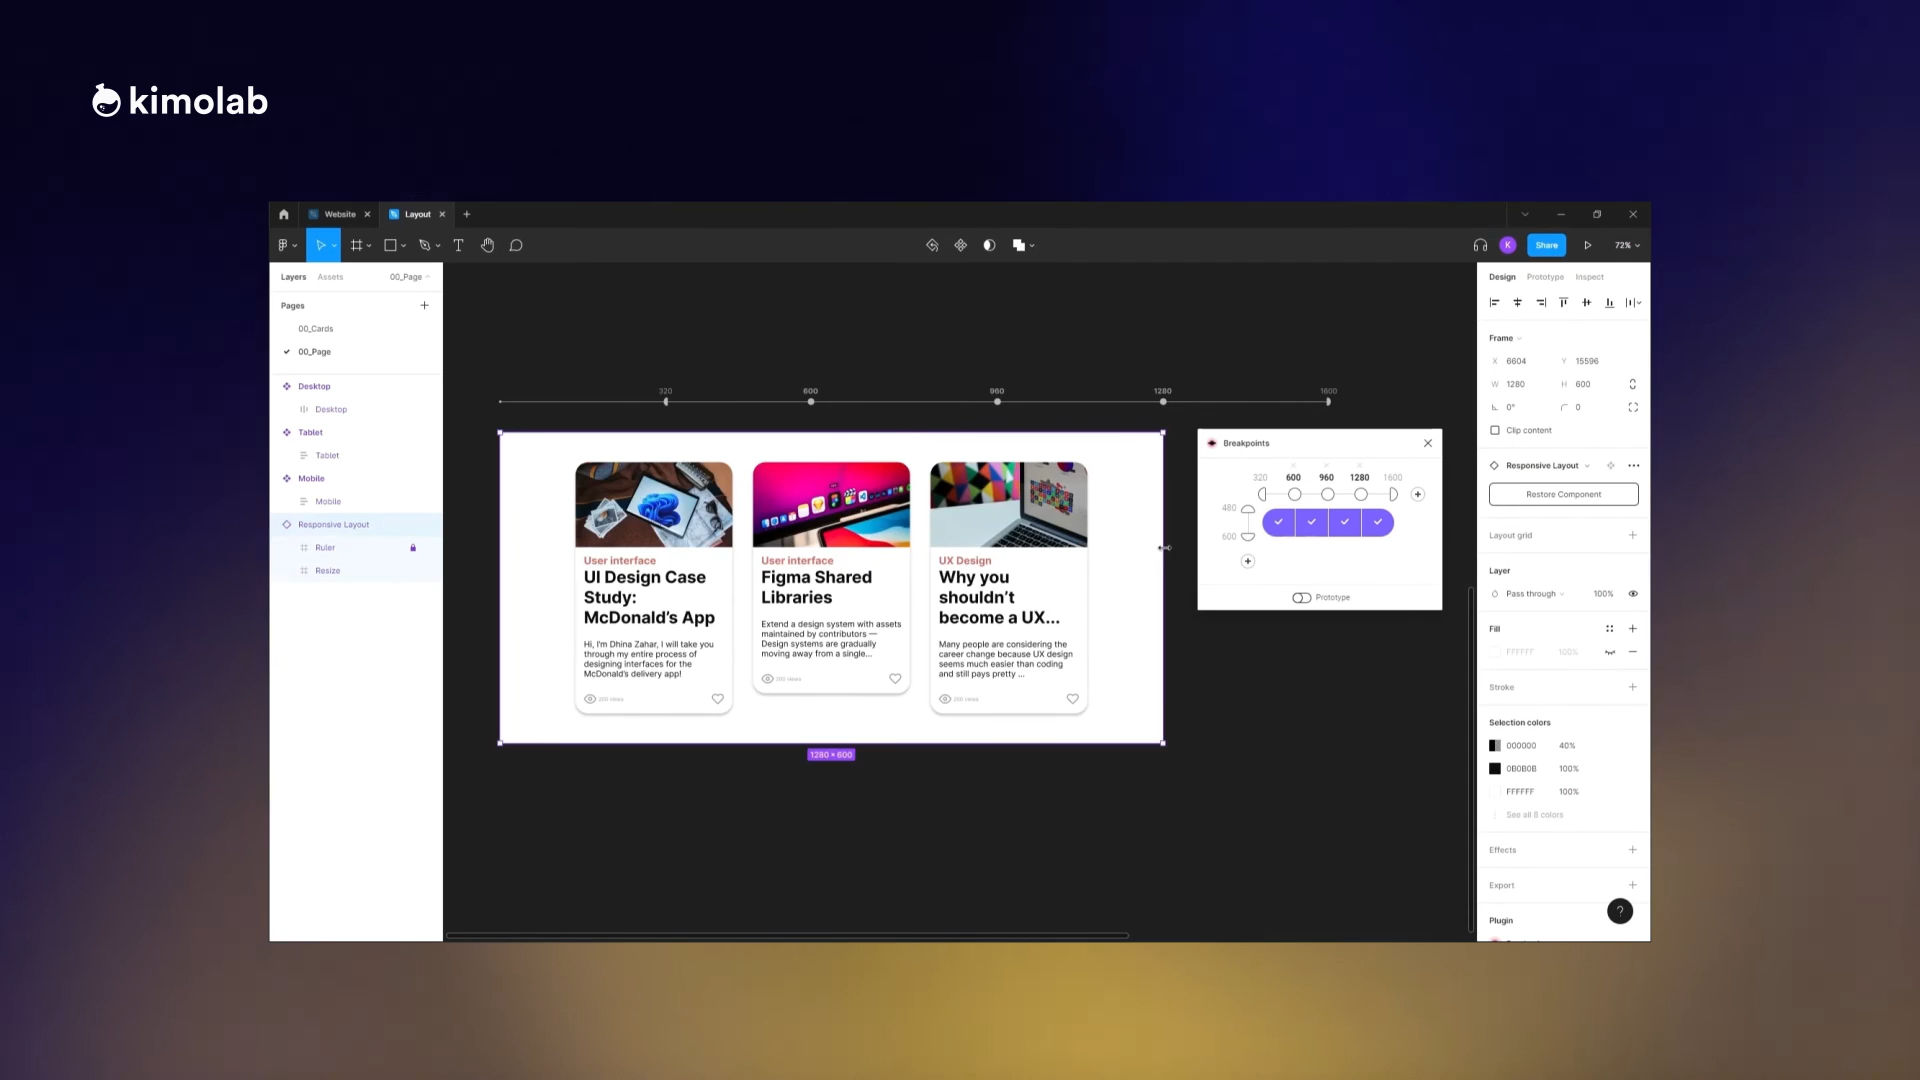 kimolab
Website
Layout
K
Share
72%
Layers
Assets
00_Page
Pages
00_Cards
00_Page
Desktop
Desktop
Tablet
Tablet
Mobile
Mobile
Responsive Layout
Ruler
Resize
320
600
960
1280
1600
User interface
UI Design Case
Study:
McDonald's App
Hi, I'm Dhina Zahar, I will take you
through my entire process of
designing interfaces for the
McDonald's delivery app!
200 views
User interface
Figma Shared
Libraries
Extend a design system with assets
maintained by contributors —
Design systems are gradually
moving away from a single...
200 views
UX Design
Why you
shouldn't
become a UX...
Many people are considering the
career change because UX design
seems much easier than coding
and still pays pretty ...
200 views
1280 × 600
Breakpoints
320 600 960 1280 1600
480
600
Prototype
Design
Prototype
Inspect
Frame
X 6604 Y 15596
W 1280 H 600
0° 0
Clip content
Responsive Layout
Restore Component
Layout grid
Layer
Pass through 100%
Fill
FFFFFF 100%
Stroke
Selection colors
000000 40%
0B0B0B 100%
FFFFFF 100%
See all 8 colors
Effects
Export
?
Plugin